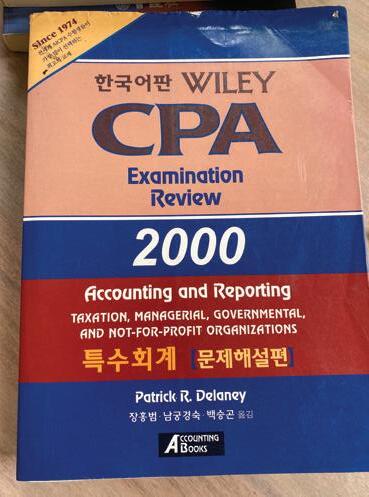 Since 1974
한국어판 WILEY
CPA
Examination
Review
2000
Accounting and Reporting
TAXATION, MANAGERIAL, GOVERNMENTAL,
AND NOT-FOR-PROFIT ORGANIZATIONS
특수회계 [문제해설편]
Patrick R. Delaney
장홍범·남궁경숙·백승곤 옮김
ACCOUNTING
BOOKS